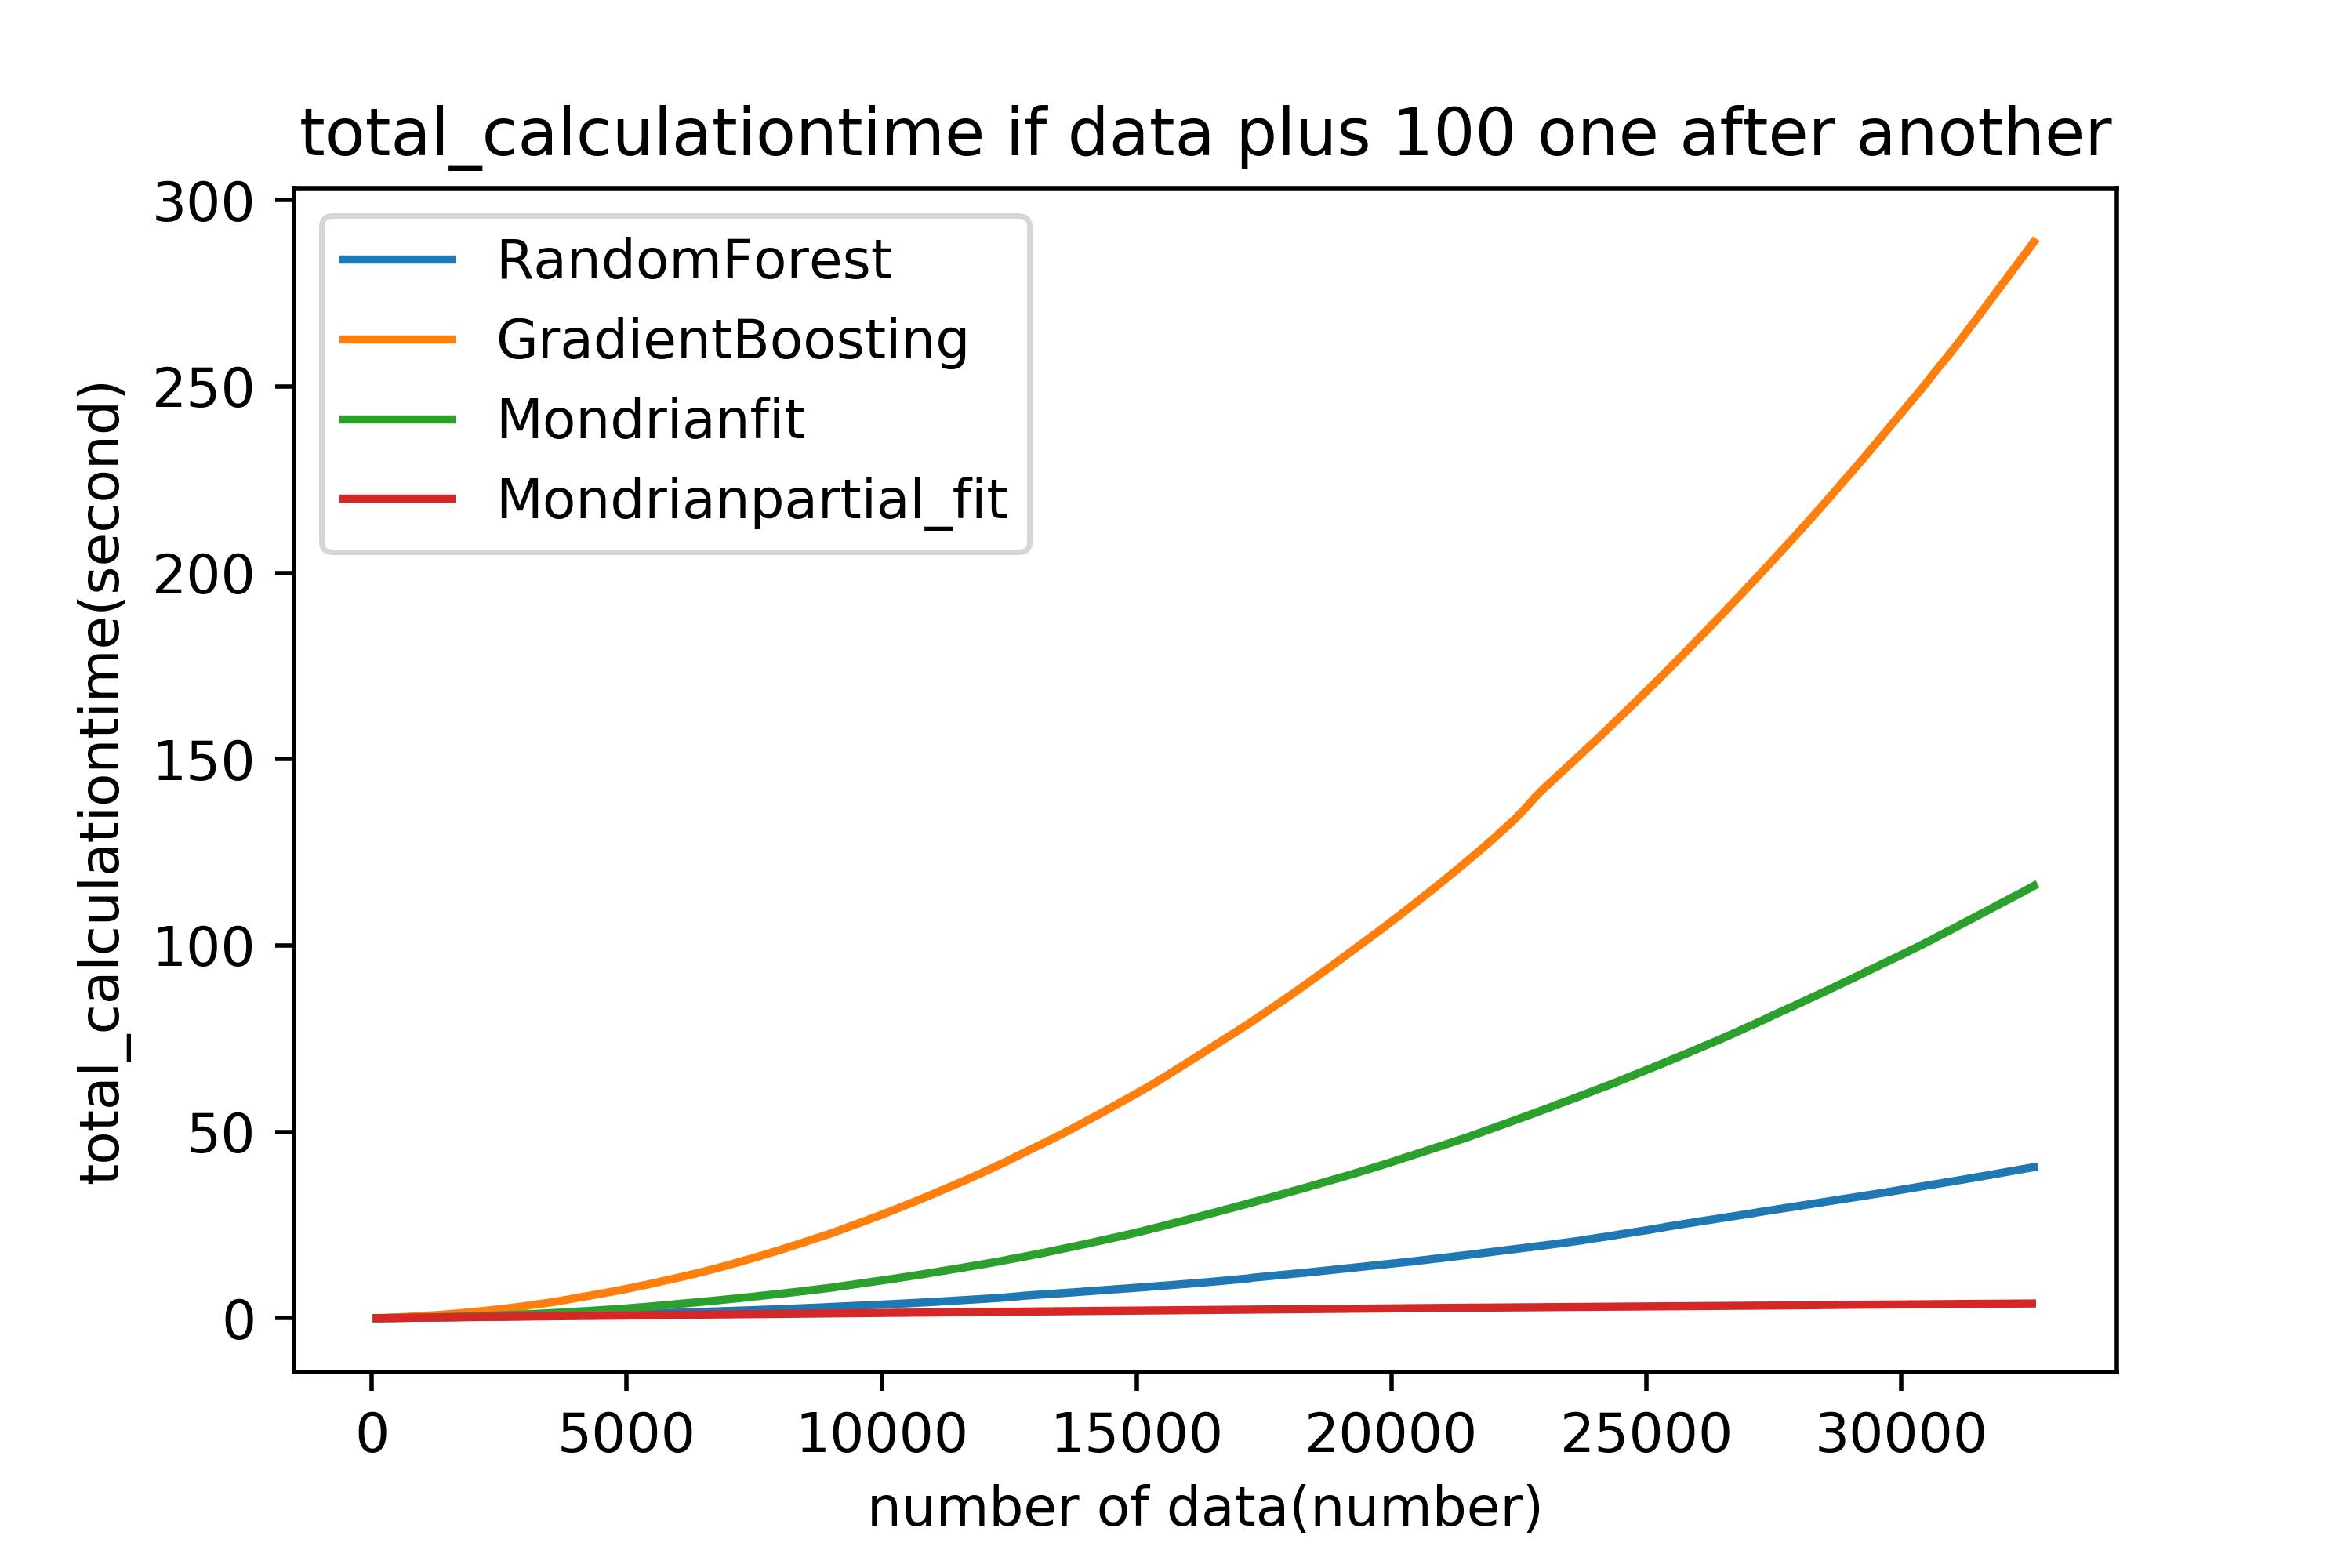 total_calculationtime if data plus 100 one after another
300
250
200
150
100
50
0
total_calculationtime(second)
RandomForest
GradientBoosting
Mondrianfit
Mondrianpartial_fit
0 5000 10000 15000 20000 25000 30000
number of data(number)